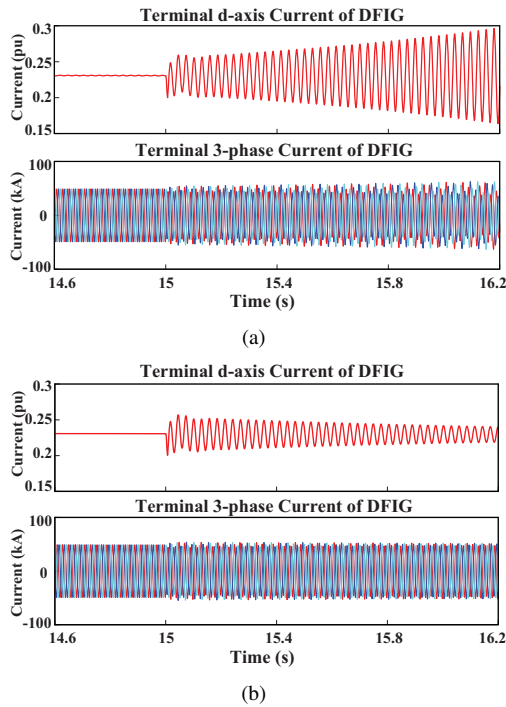 Terminal d-axis Current of DFIG
0.3
0.25
0.2
0.15
Current (pu)
Terminal 3-phase Current of DFIG
100
0
-100
Current (kA)
14.6 15 15.4 15.8 16.2
Time (s)
(a)
Terminal d-axis Current of DFIG
0.3
0.25
0.2
0.15
Current (pu)
Terminal 3-phase Current of DFIG
100
0
-100
Current (kA)
14.6 15 15.4 15.8 16.2
Time (s)
(b)